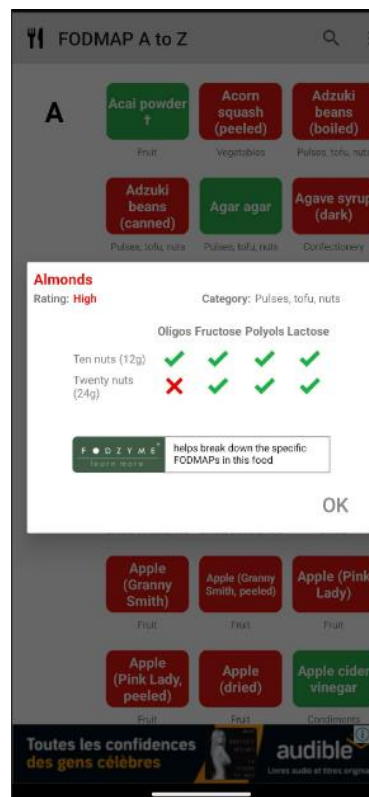 FODMAP A to Z
A
Acai powder
†
Fruit
Acorn
squash
(peeled)
Vegetables
Adzuki
beans
(boiled)
Pulses, tofu, nuts
Adzuki
beans
(canned)
Pulses, tofu, nuts
Agar agar
Pulses, tofu, nuts
Agave syrup
(dark)
Confectionery
Almonds
Rating: High
Category: Pulses, tofu, nuts
Oligos Fructose Polyols Lactose
Ten nuts (12g)
Twenty nuts
(24g)
FODZYME
learn more
helps break down the specific
FODMAPs in this food
OK
Apple
(Granny
Smith)
Fruit
Apple (Granny
Smith, peeled)
Fruit
Apple (Pink
Lady)
Fruit
Apple
(Pink Lady,
peeled)
Fruit
Apple
(dried)
Fruit
Apple cider
vinegar
Condiments
Toutes les confidences
des gens célèbres
audible
Livres audio et titres